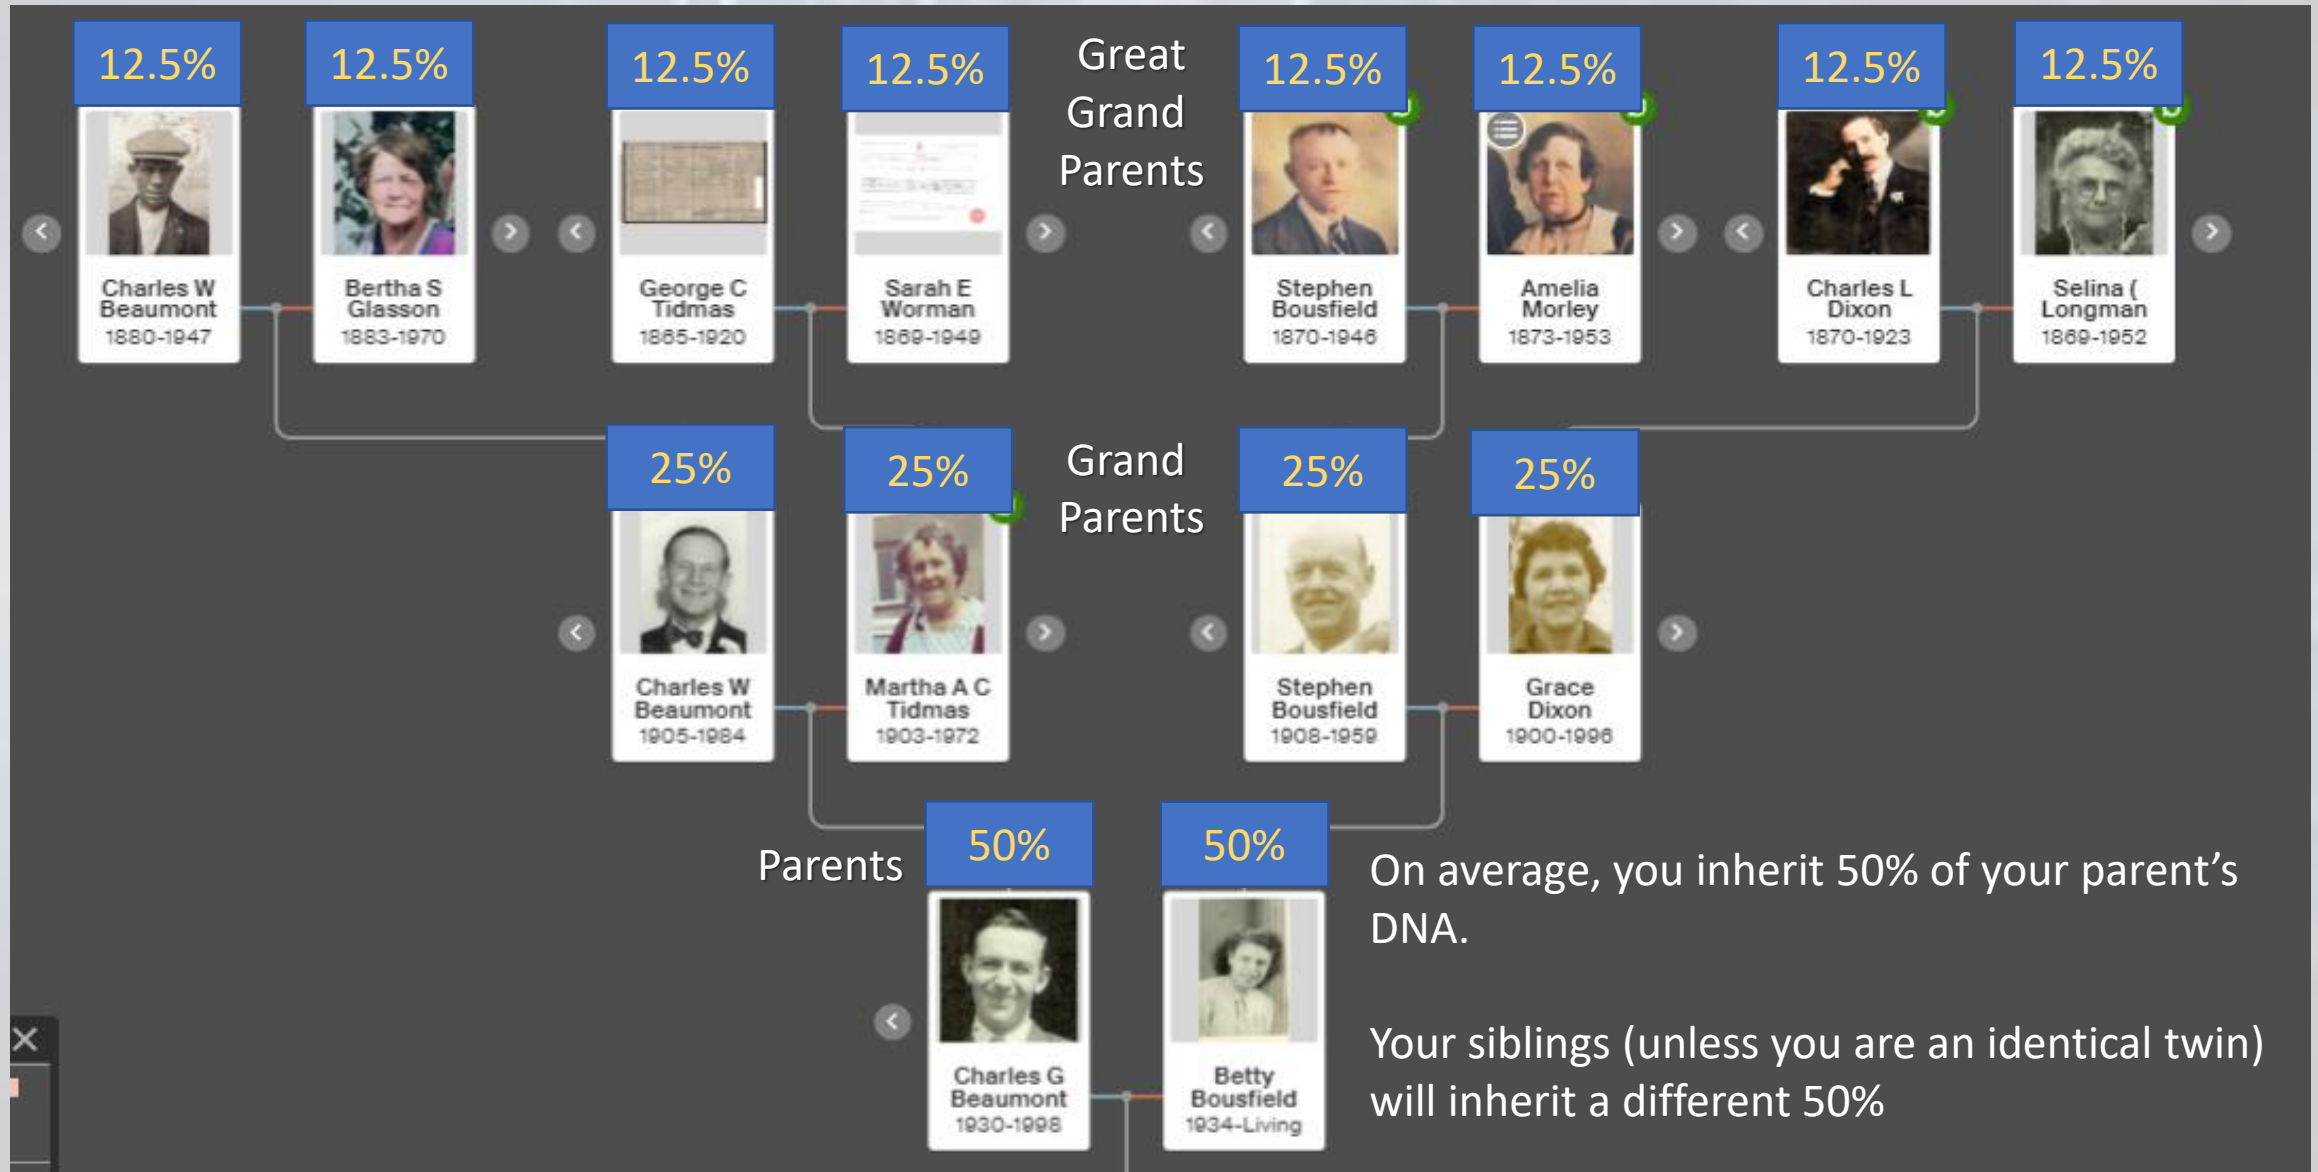 12.5%
12.5%
12.5%
12.5%
Great
Grand
Parents
12.5%
12.5%
12.5%
12.5%
Charles W
Beaumont
1880-1947
Bertha S
Glasson
1883-1970
George C
Tidmas
1865-1920
Sarah E
Worman
1869-1949
Stephen
Bousfield
1870-1946
Amelia
Morley
1873-1953
Charles L
Dixon
1870-1923
Selina (
Longman
1869-1952
25%
25%
Grand
Parents
25%
25%
Charles W
Beaumont
1905-1984
Martha A C
Tidmas
1903-1972
Stephen
Bousfield
1908-1959
Grace
Dixon
1900-1996
Parents
50%
50%
Charles G
Beaumont
1930-1998
Betty
Bousfield
1934-Living
On average, you inherit 50% of your parent’s
DNA.
Your siblings (unless you are an identical twin)
will inherit a different 50%